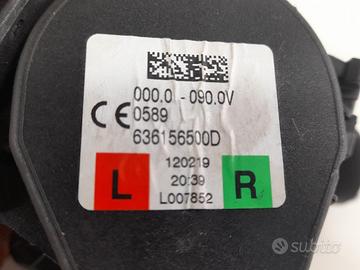 000.0 - 090.0V
CE 0589
636156500D
L 120219 R
20:39
L007852
subito